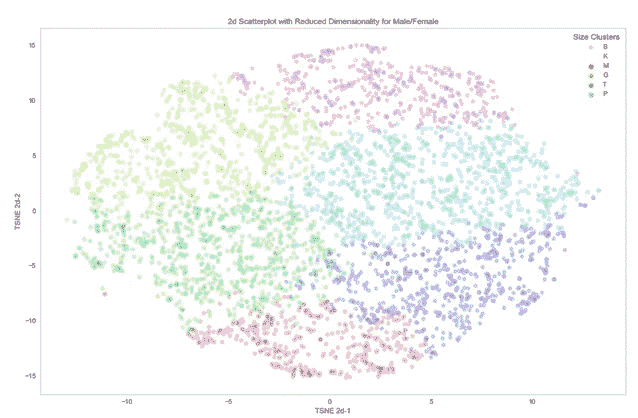 2d Scatterplot with Reduced Dimensionality for Male/Female
Size Clusters
B
K
M
G
T
P
15
10
5
0
−5
−10
−15
TSNE 2d-2
−10
−5
0
5
10
TSNE 2d-1